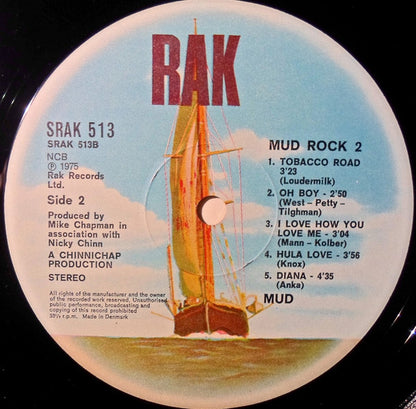 RAK
SRAK 513
SRAK 513B
NCB
Ⓟ 1975
Rak Records
Ltd.
Side 2
Produced by
Mike Chapman in
association with
Nicky Chinn
A CHINNICHAP
PRODUCTION
STEREO
All rights of the manufacturer and the owner
of the recorded work reserved. Unauthorised
public performance, broadcasting and
copying of this record prohibited
33⅓ r.p.m. Made in Denmark
MUD ROCK 2
1. TOBACCO ROAD
3'23
(Loudermilk)
2. OH BOY - 2'50
(West - Petty -
Tilghman)
3. I LOVE HOW YOU
LOVE ME - 3'04
(Mann - Kolber)
4. HULA LOVE - 3'56
(Knox)
5. DIANA - 4'35
(Anka)
MUD